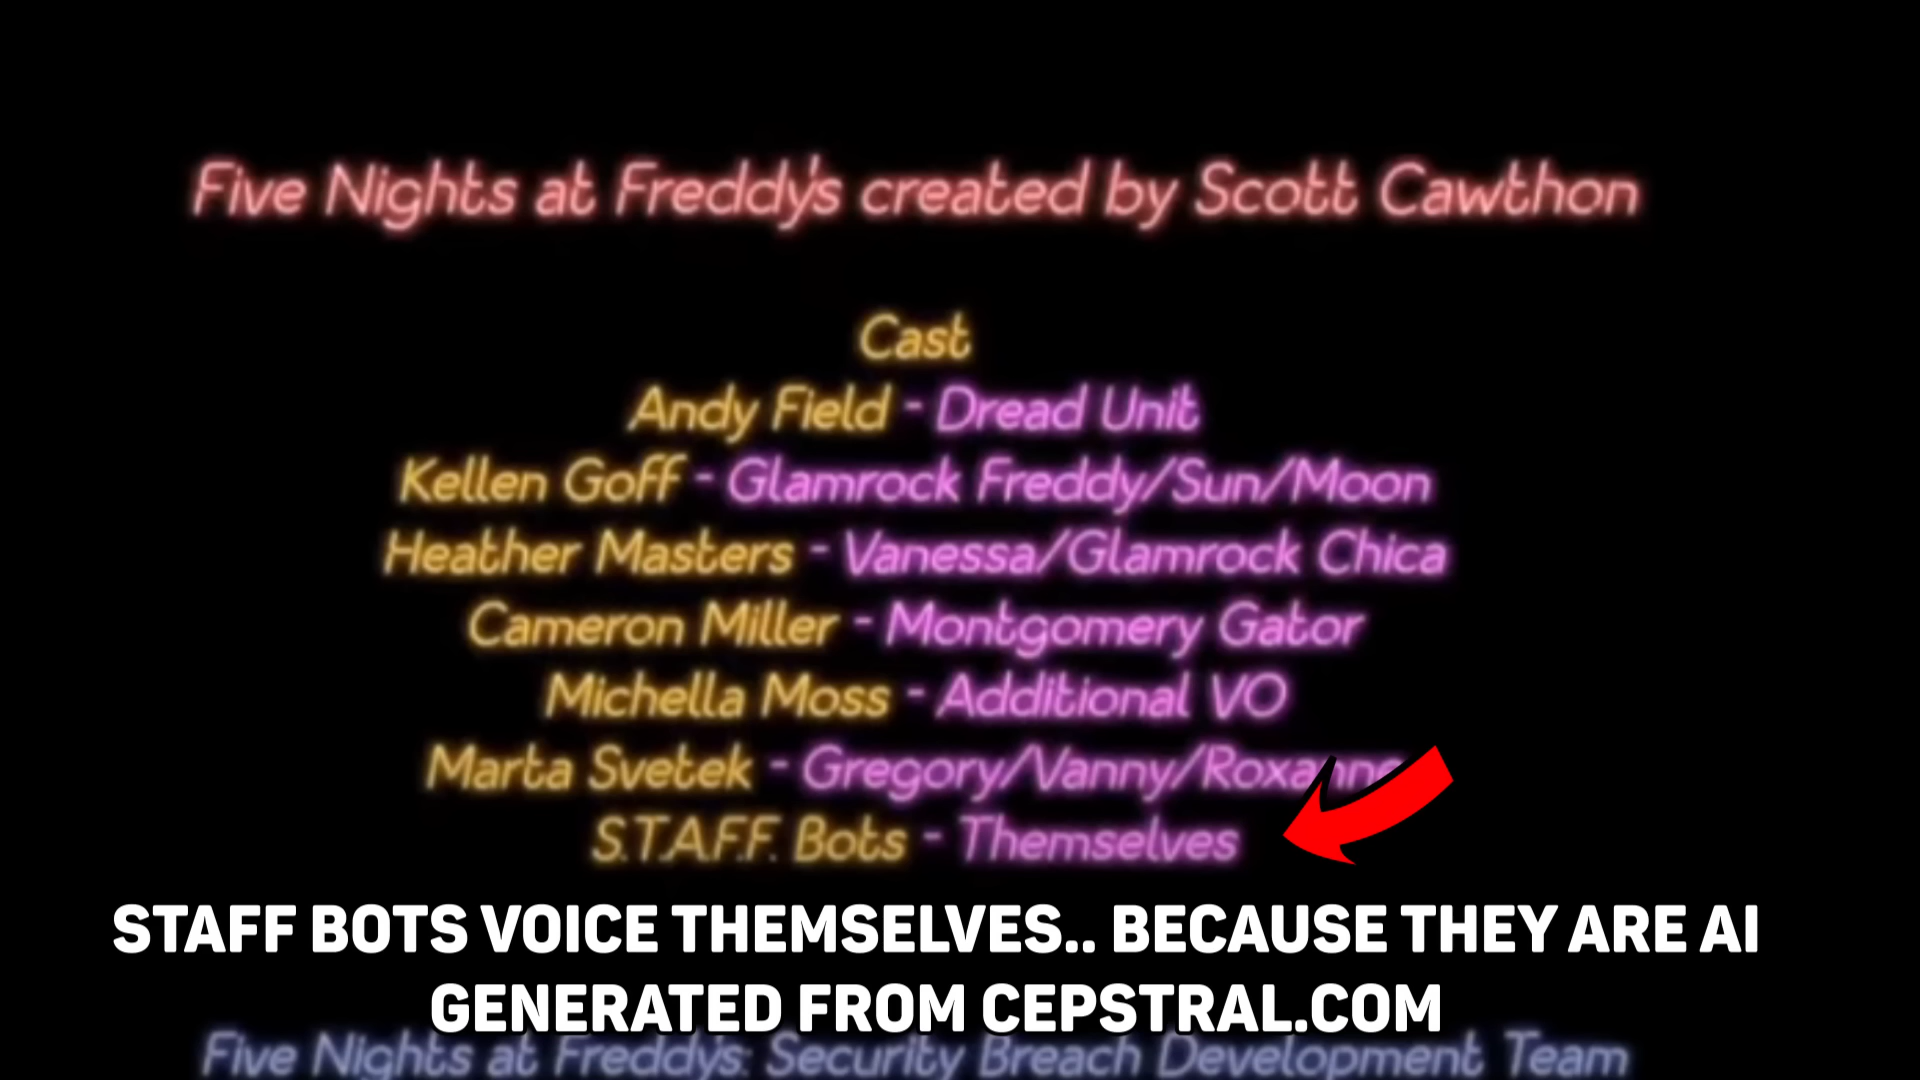 Five Nights at Freddy's created by Scott Cawthon
Cast
Andy Field - Dread Unit
Kellen Goff - Glamrock Freddy/Sun/Moon
Heather Masters - Vanessa/Glamrock Chica
Cameron Miller - Montgomery Gator
Michella Moss - Additional VO
Marta Svetek - Gregory/Vanny/Roxanne
S.T.A.F.F. Bots - Themselves
STAFF BOTS VOICE THEMSELVES.. BECAUSE THEY ARE AI
GENERATED FROM CEPSTRAL.COM
Five Nights at Freddy's: Security Breach Development Team